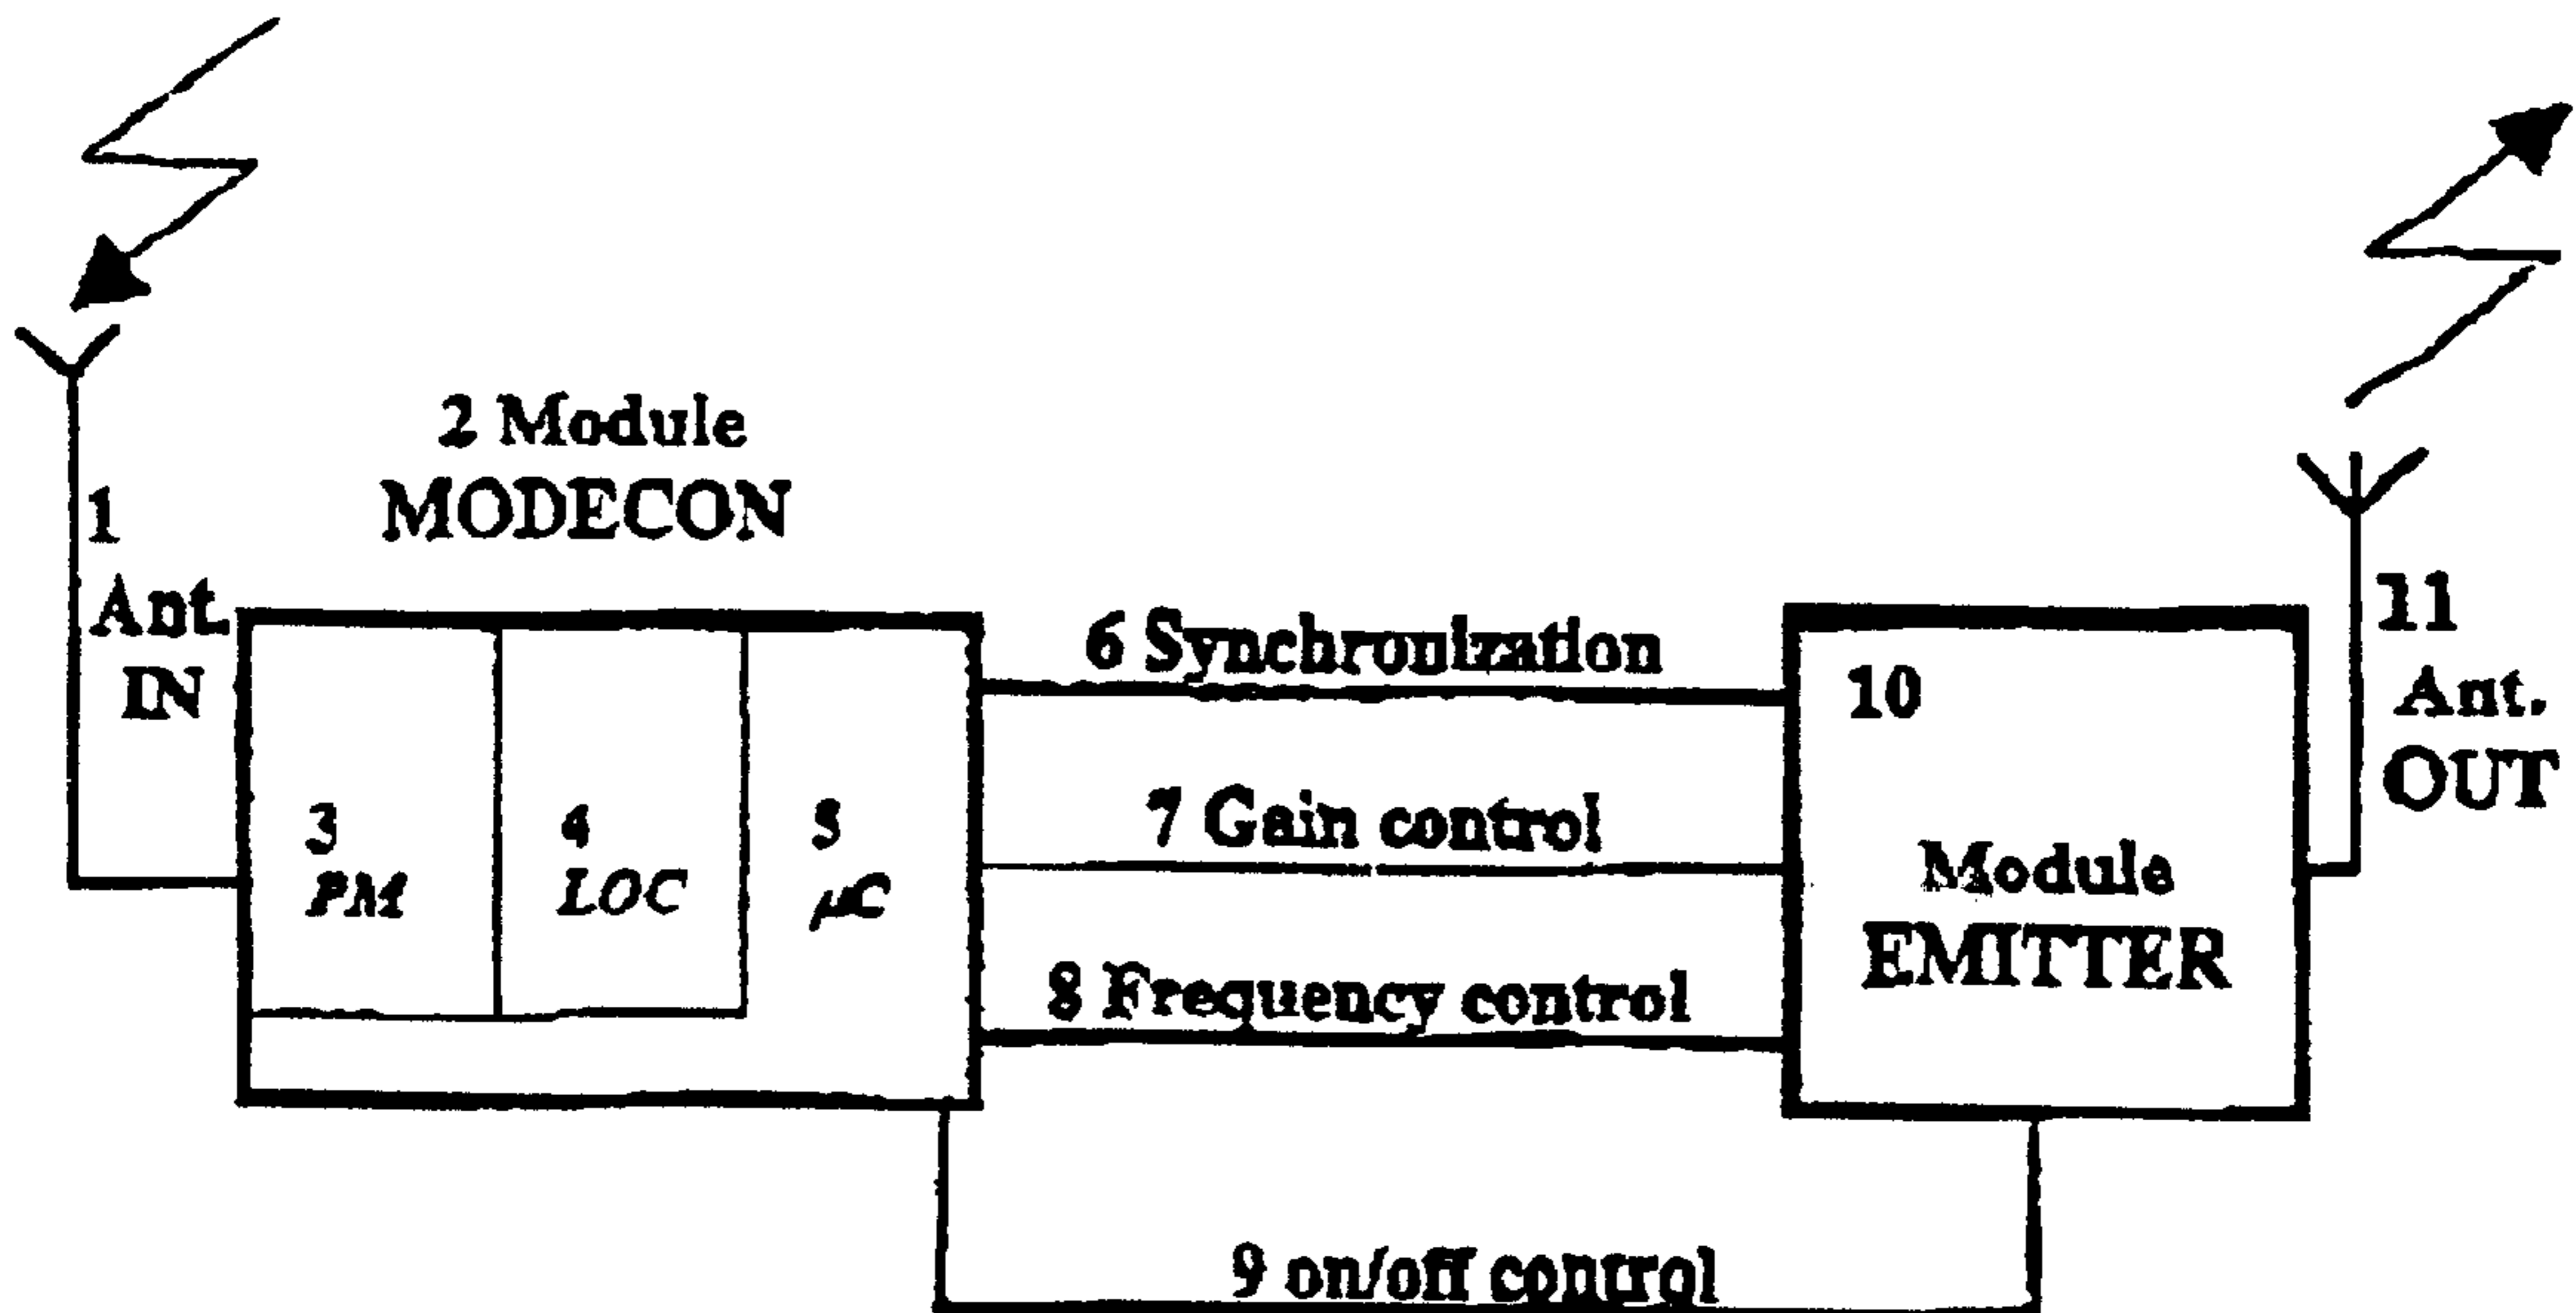 2 Module
MODECON
1
Ant.
IN
3
PM
4
LOC
5
μC
6 Synchronization
7 Gain control
8 Frequency control
9 on/off control
10
Module
EMITTER
11
Ant.
OUT